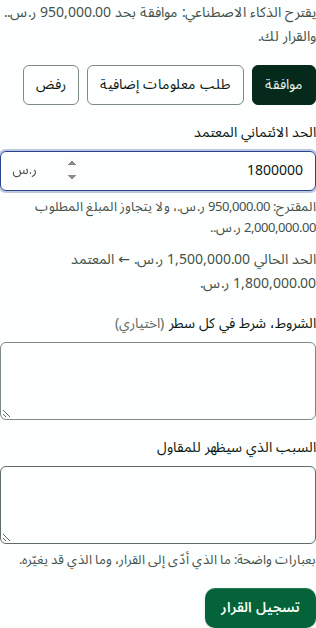 يقترح الذكاء الاصطناعي: موافقة بحد 950,000.00 ر.س..
والقرار لك.
موافقة
طلب معلومات إضافية
رفض
الحد الائتماني المعتمد
1800000
ر.س
المقترح: 950,000.00 ر.س.، ولا يتجاوز المبلغ المطلوب
2,000,000.00 ر.س..
الحد الحالي 1,500,000.00 ر.س. ← المعتمد
1,800,000.00 ر.س.
الشروط، شرط في كل سطر (اختياري)
السبب الذي سيظهر للمقاول
بعبارات واضحة: ما الذي أدّى إلى القرار، وما الذي قد يغيّره.
تسجيل القرار